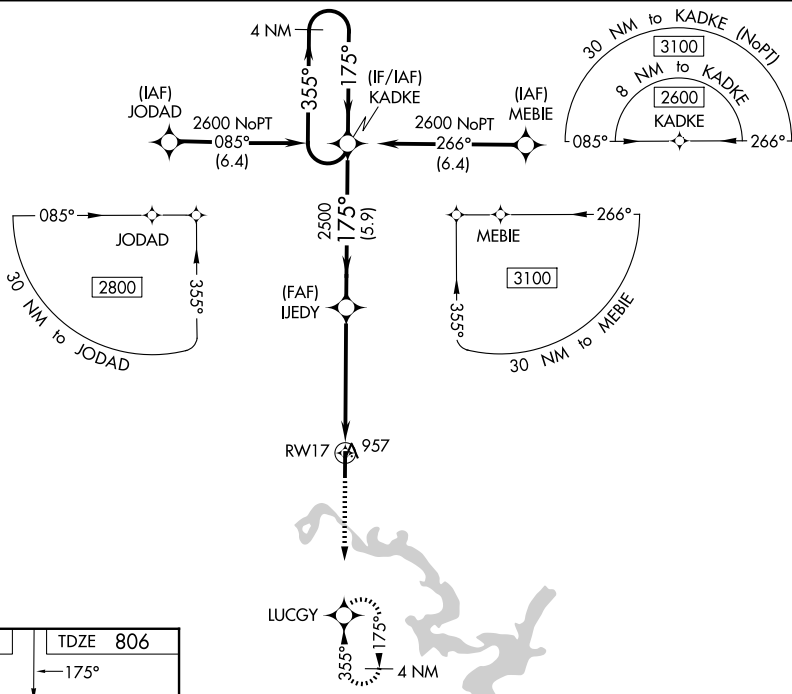 4 NM
355°
175°
(IF/IAF)
KADKE
(IAF)
JODAD
2600 NoPT
085°
(6.4)
2600 NoPT
266°
(6.4)
(IAF)
MEBIE
30 NM to KADKE (NoPT)
3100
8 NM to KADKE
2600
KADKE
085°
266°
085°
JODAD
2800
355°
30 NM to JODAD
2500
175°
(5.9)
266°
MEBIE
3100
355°
30 NM to MEBIE
(FAF)
IJEDY
RW17
957
LUCGY
355°
175°
4 NM
TDZE 806
175°